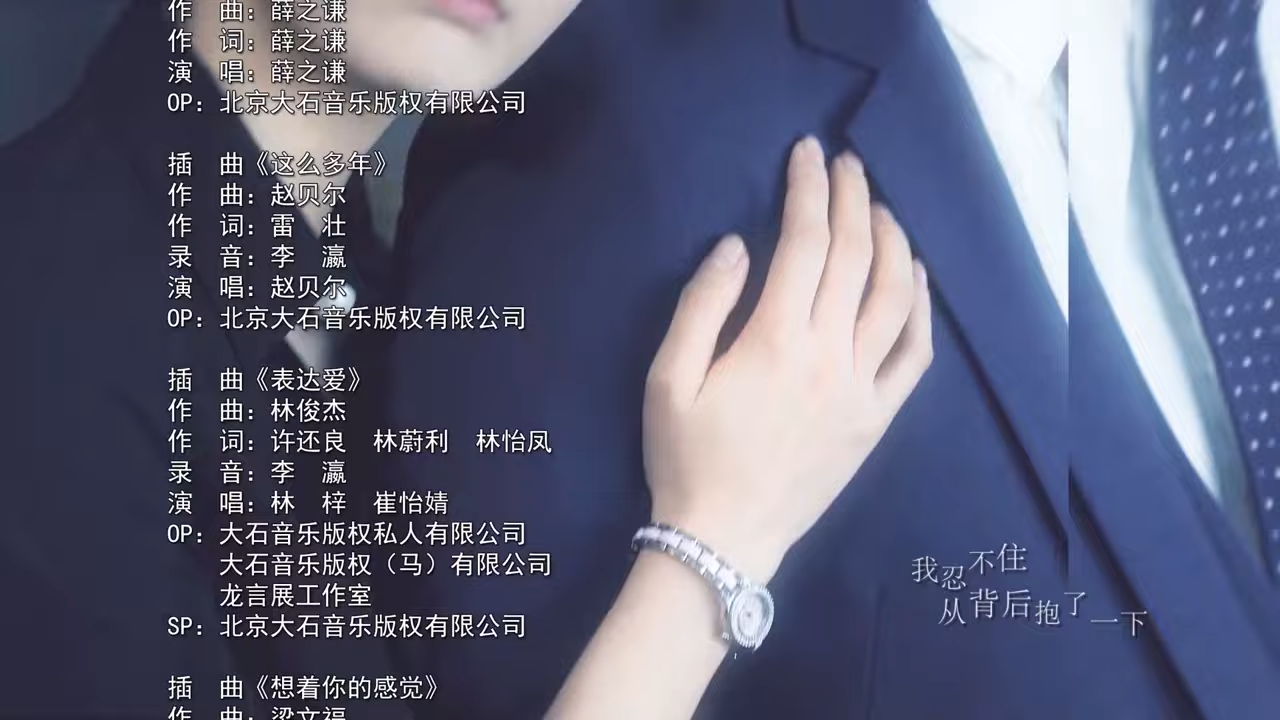 作　曲：薛之谦
作　词：薛之谦
演　唱：薛之谦
OP：北京大石音乐版权有限公司
插　曲《这么多年》
作　曲：赵贝尔
作　词：雷　壮
录　音：李　瀛
演　唱：赵贝尔
OP：北京大石音乐版权有限公司
插　曲《表达爱》
作　曲：林俊杰
作　词：许还良　林蔚利　林怡凤
录　音：李　瀛
演　唱：林　梓　崔怡婧
OP：大石音乐版权私人有限公司
大石音乐版权（马）有限公司
龙言展工作室
SP：北京大石音乐版权有限公司
插　曲《想着你的感觉》
作　曲：梁文福
我忍不住
从背后抱了一下